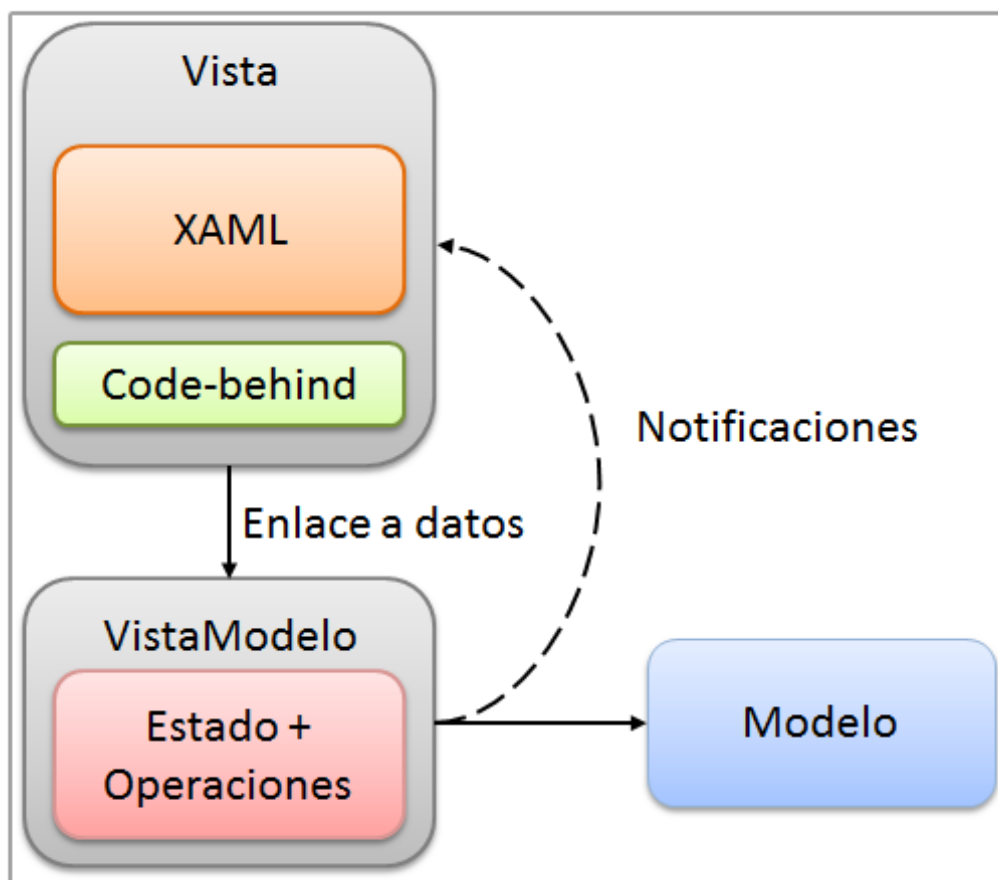 Vista
XAML
Code-behind
Notificaciones
Enlace a datos
VistaModelo
Estado +
Operaciones
Modelo